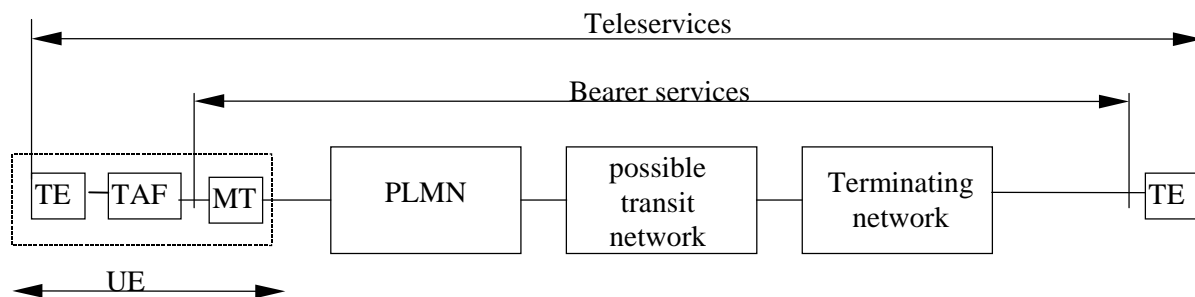 Teleservices
Bearer services
TE
TAF
MT
PLMN
possible
transit
network
Terminating
network
TE
UE